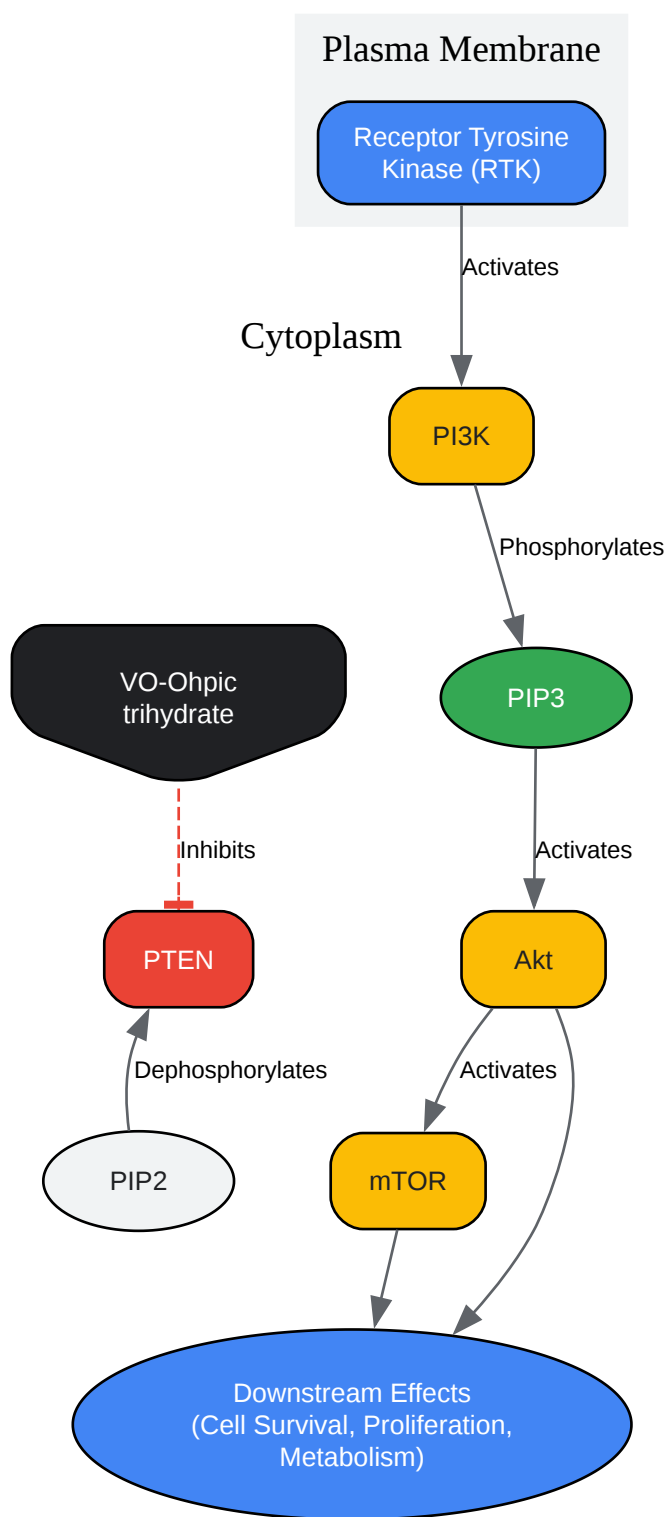 Plasma Membrane
Receptor Tyrosine
Kinase (RTK)
Activates
Cytoplasm
PI3K
Phosphorylates
VO-Ohpic
trihydrate
PIP3
Inhibits
Activates
PTEN
Akt
Dephosphorylates
Activates
PIP2
mTOR
Downstream Effects
(Cell Survival, Proliferation,
Metabolism)